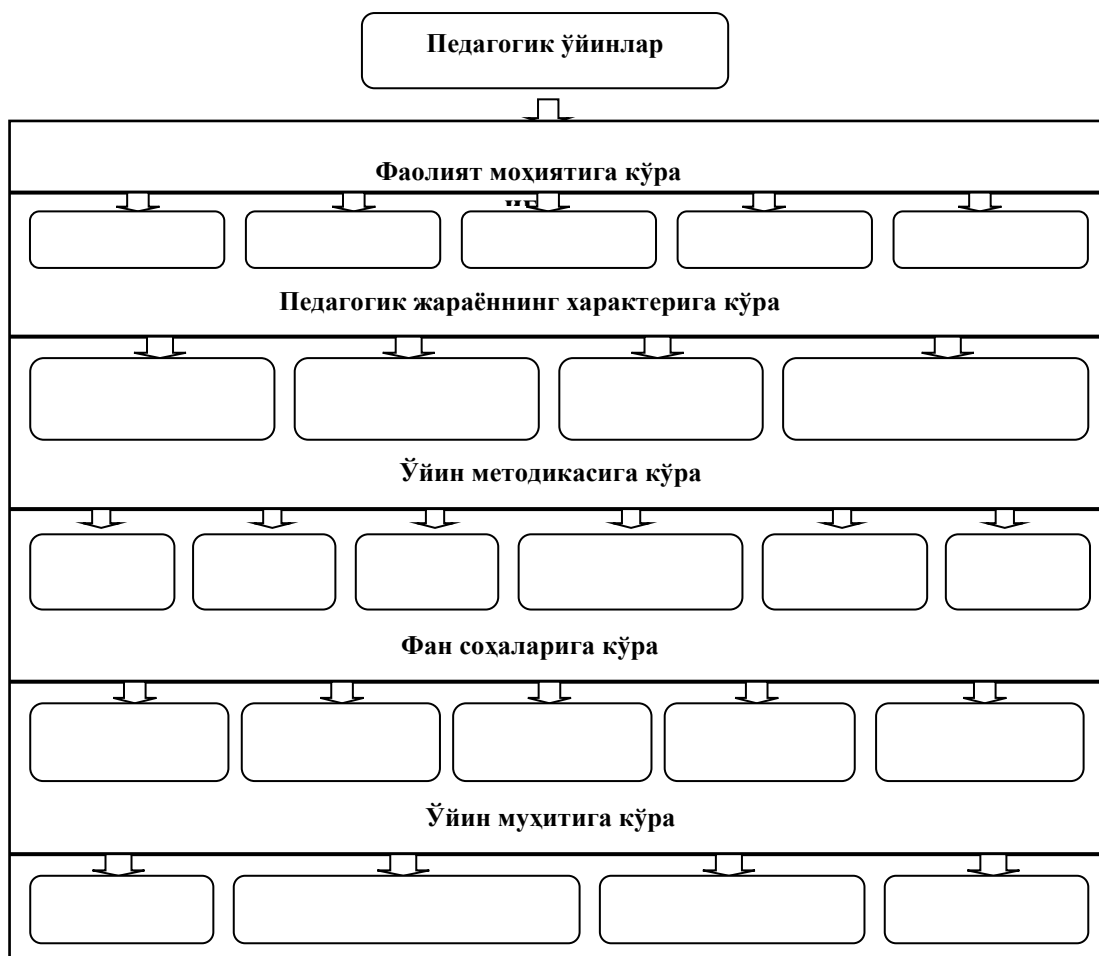 Педагогик ўйинлар
Фаолият моҳиятига кўра
Педагогик жараённинг характерига кўра
Ўйин методикасига кўра
Фан соҳаларига кўра
Ўйин муҳитига кўра